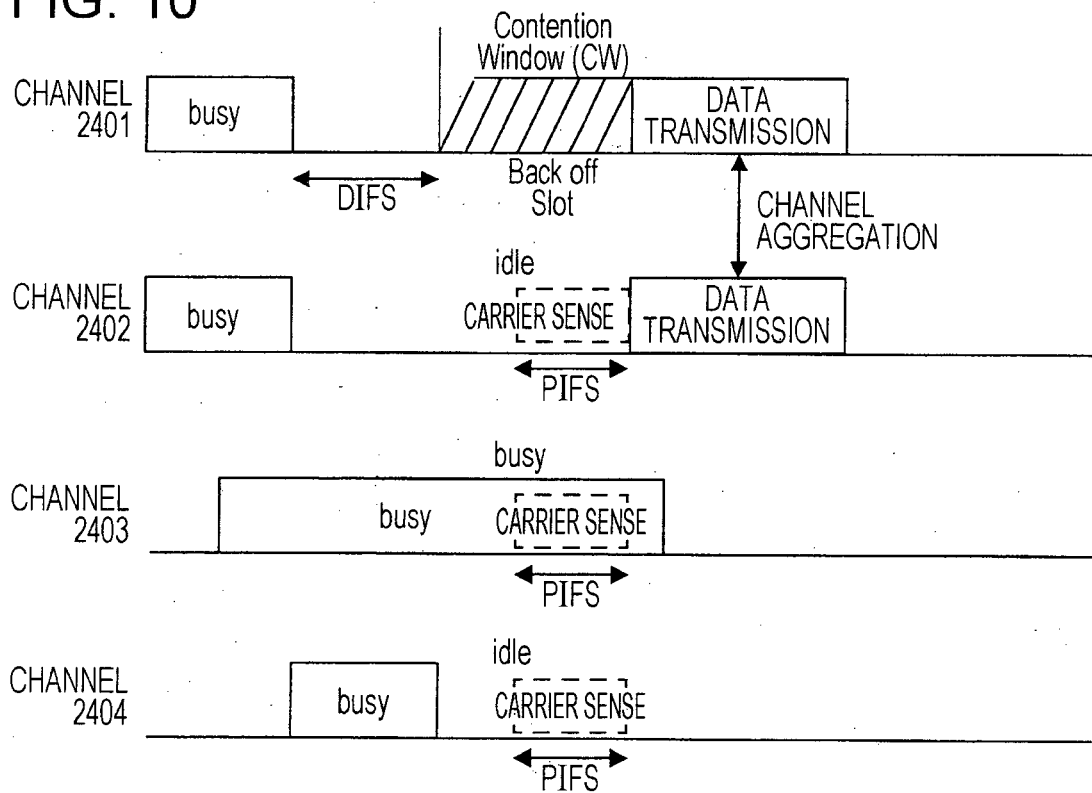 FIG. 10
Contention
Window (CW)
CHANNEL
2401
busy
DATA
TRANSMISSION
DIFS
Back off
Slot
CHANNEL
AGGREGATION
idle
CHANNEL
2402
busy
CARRIER SENSE
DATA
TRANSMISSION
PIFS
busy
CHANNEL
2403
busy
CARRIER SENSE
PIFS
idle
CHANNEL
2404
busy
CARRIER SENSE
PIFS